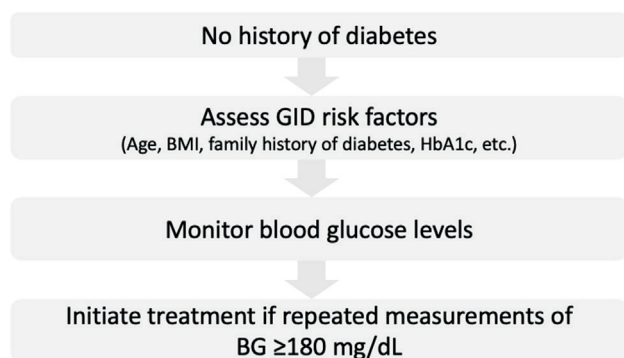 No history of diabetes
Assess GID risk factors
(Age, BMI, family history of diabetes, HbA1c, etc.)
Monitor blood glucose levels
Initiate treatment if repeated measurements of
BG ≥180 mg/dL